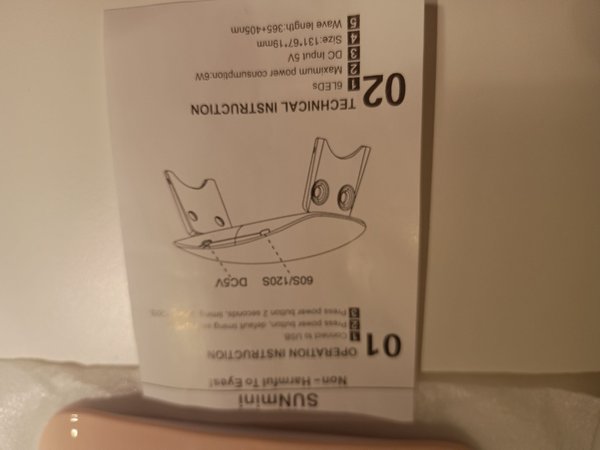 SUNmini
Non-Harmful To Eyes!
01 OPERATION INSTRUCTION
1 Connect to USB
2 Press power button, default timing
3 Press power button 2 seconds, timing
60S/120S DC5V
02 TECHNICAL INSTRUCTION
1 6LEDs
2 Maximum power consumption:6W
3 DC Input 5V
4 Size:131*67*19mm
5 Wave length:365+405nm